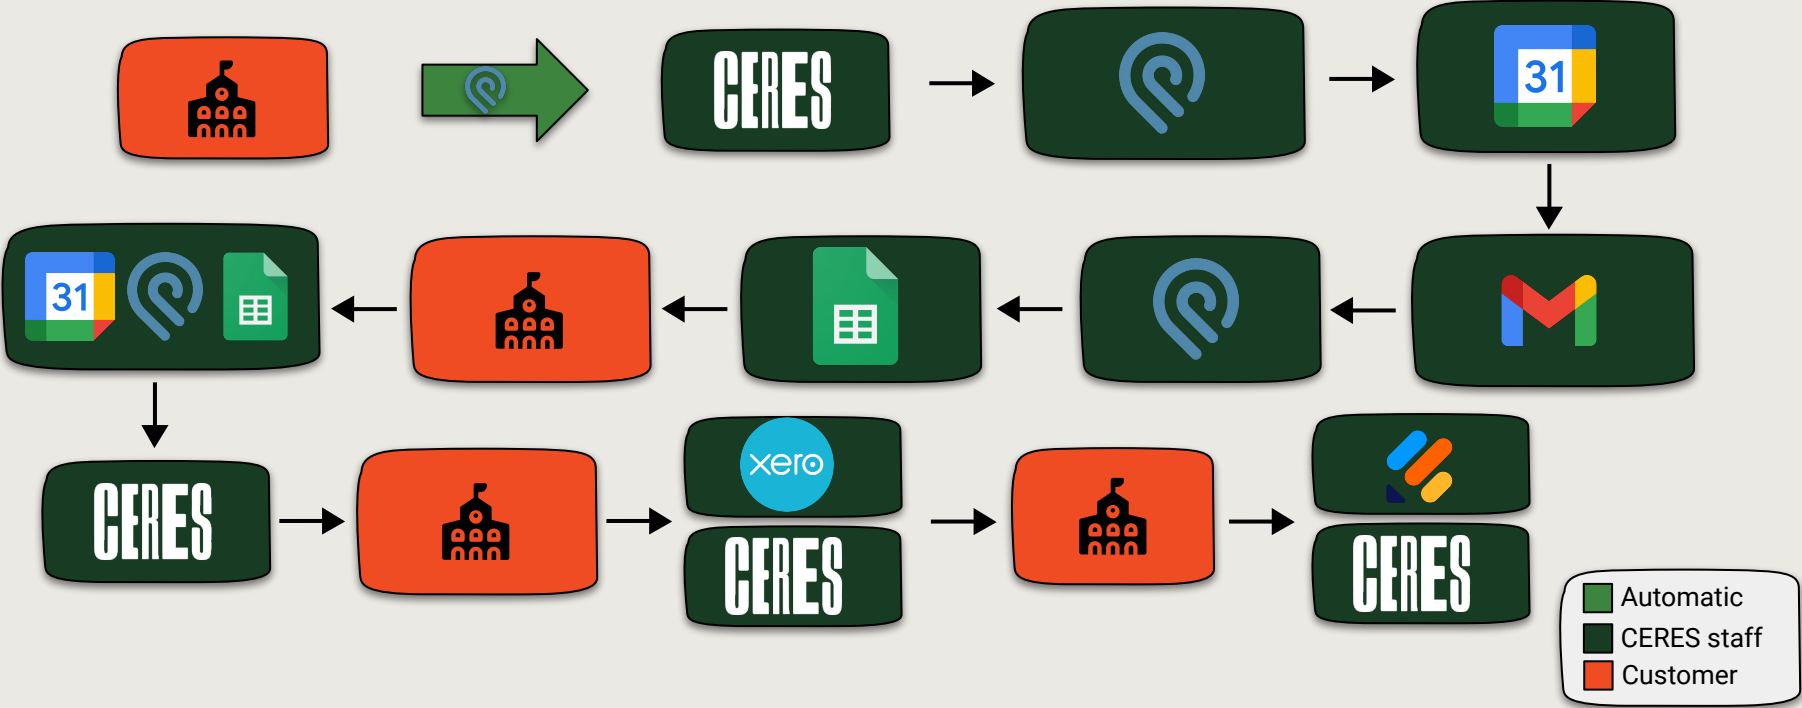 CERES
31
31
CERES
xero
CERES
CERES
Automatic
CERES staff
Customer